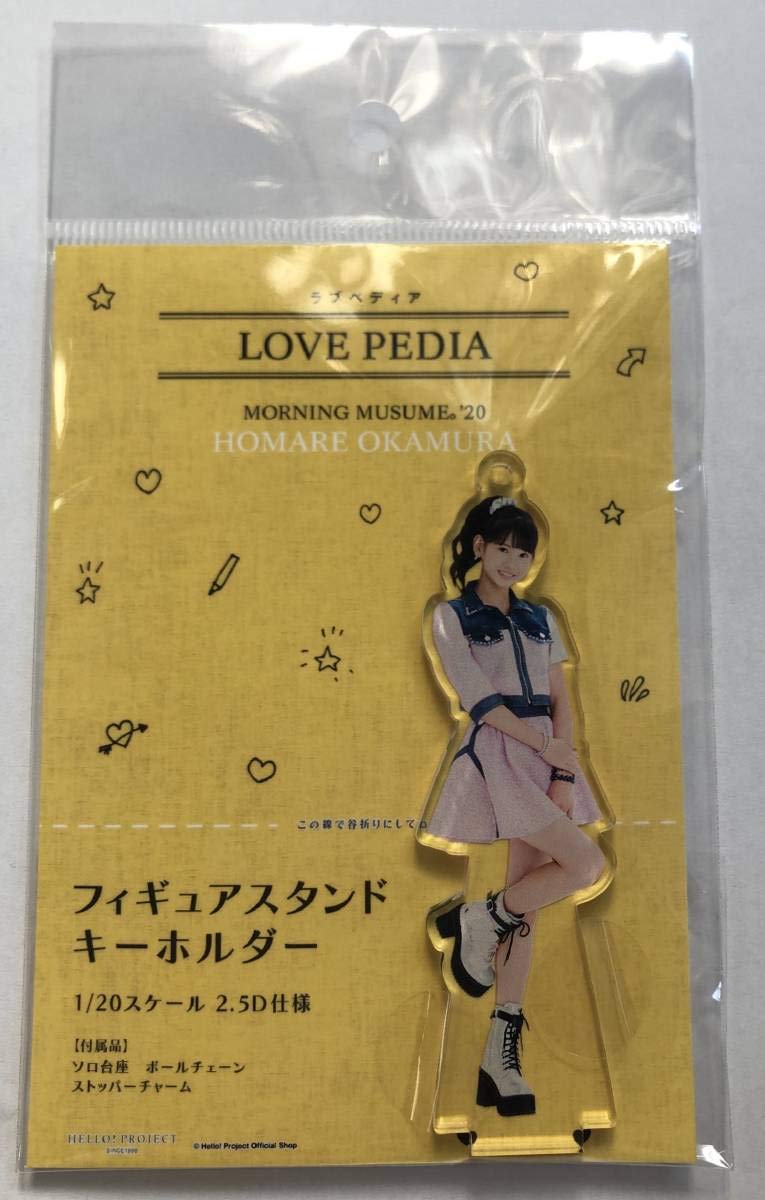 ラブペディア
LOVE PEDIA
MORNING MUSUME。'20
HOMARE OKAMURA
この線で谷折りにして
フィギュアスタンド
キーホルダー
1/20スケール 2.5D仕様
【付属品】
ソロ台座 ボールチェーン
ストッパーチャーム
HELLO! PROJECT
SINCE1998
© Hello! Project Official Shop